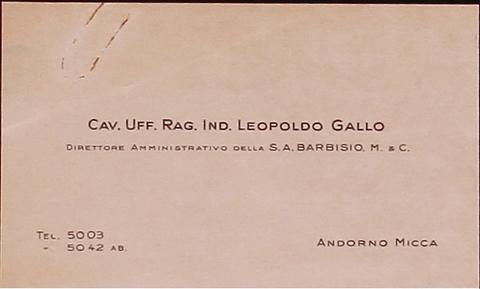 Cav. Uff. Rag. Ind. Leopoldo Gallo
Direttore Amministrativo della S.A. BARBISIO, M. & C.
Tel. 5003
- 5042 AB.
Andorno Micca